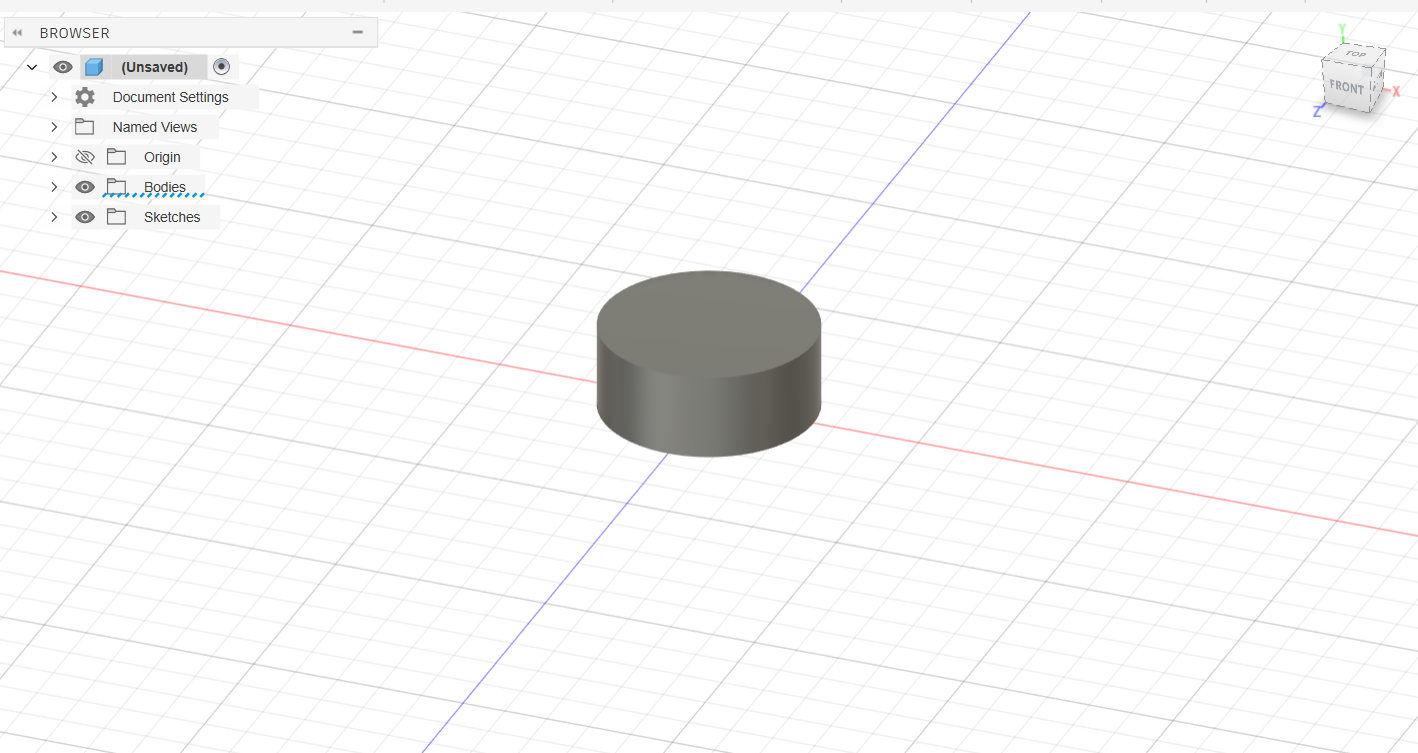 BROWSER
(Unsaved)
Document Settings
Named Views
Origin
Bodies
Sketches
Y
TOP
FRONT
X
Z